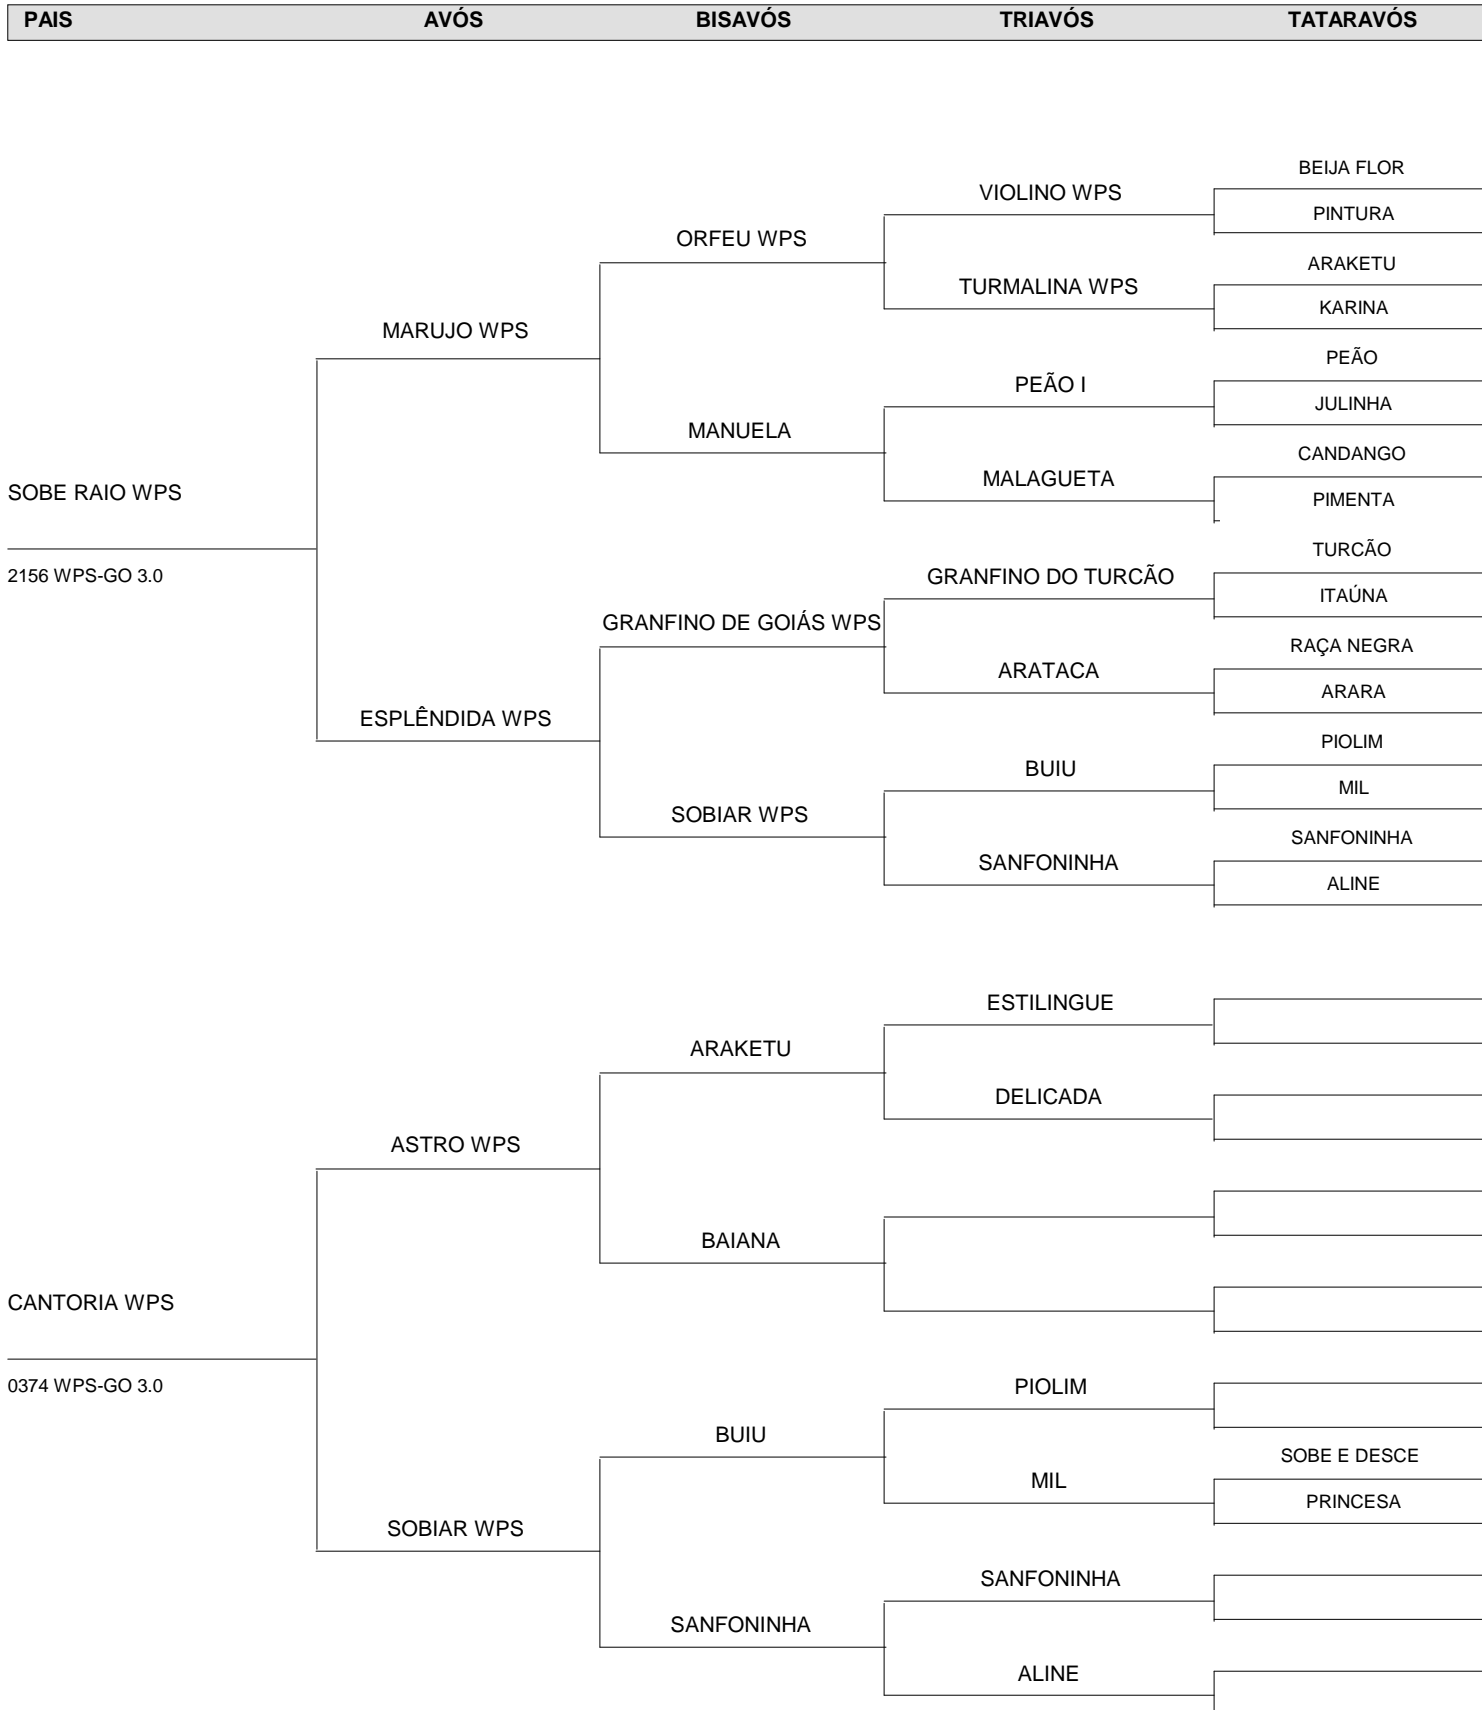 PAIS AVÓS BISAVÓS TRIAVÓS TATARAVÓS
BEIJA FLOR
VIOLINO WPS
PINTURA
ORFEU WPS
ARAKETU
TURMALINA WPS
KARINA
MARUJO WPS
PEÃO
PEÃO I
JULINHA
MANUELA
CANDANGO
MALAGUETA
SOBE RAIO WPS
PIMENTA
TURCÃO
2156 WPS-GO 3.0
GRANFINO DO TURCÃO
ITAÚNA
GRANFINO DE GOIÁS WPS
RAÇA NEGRA
ARATACA
ARARA
ESPLÊNDIDA WPS
PIOLIM
BUIU
MIL
SOBIAR WPS
SANFONINHA
SANFONINHA
ALINE
ESTILINGUE
ARAKETU
DELICADA
ASTRO WPS
BAIANA
CANTORIA WPS
0374 WPS-GO 3.0
PIOLIM
BUIU
SOBE E DESCE
MIL
PRINCESA
SOBIAR WPS
SANFONINHA
SANFONINHA
ALINE